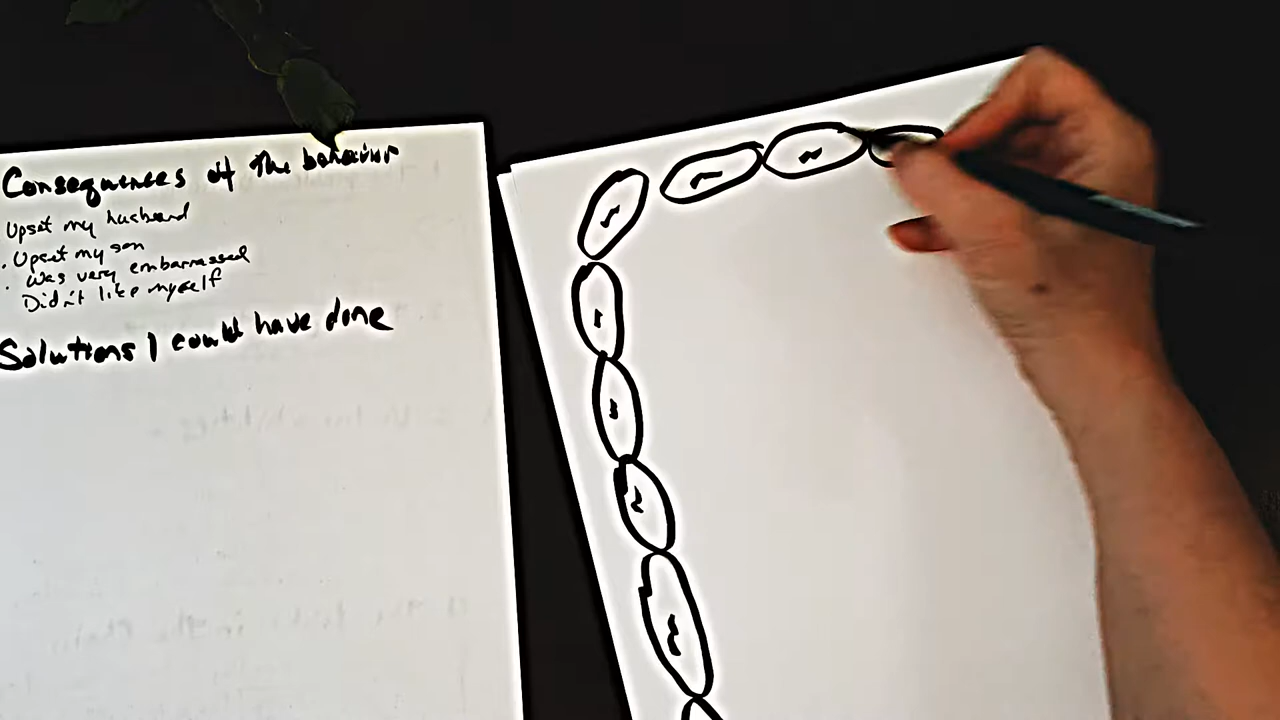 Consequences of The behavior
Upset my husband
. Upset my son
. Was very embarrassed
Didn't like myself
Solutions I could have done